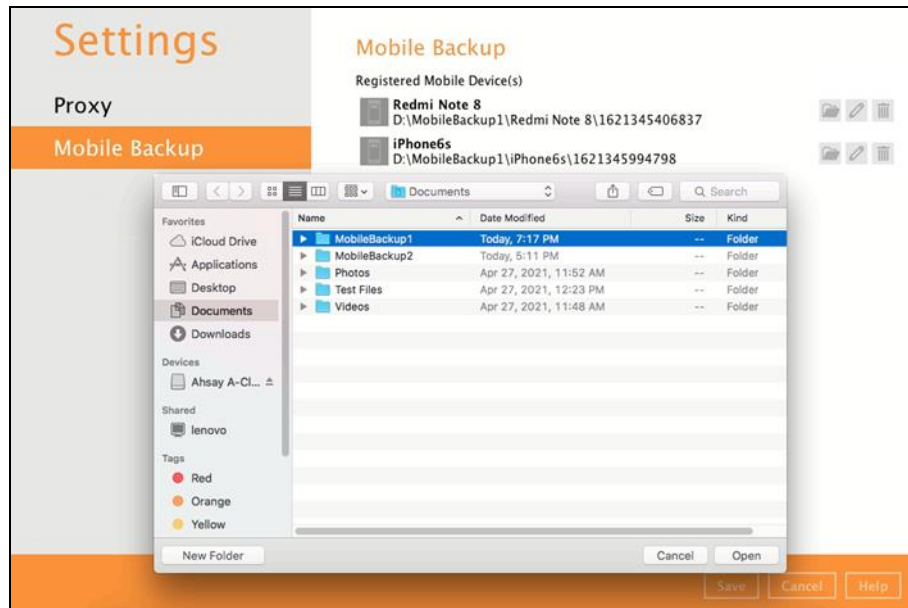 Settings
Proxy
Mobile Backup
Mobile Backup
Registered Mobile Device(s)
Redmi Note 8
D:\MobileBackup1\Redmi Note 8\1621345406837
iPhone6s
D:\MobileBackup1\iPhone6s\1621345994798
Documents
Search
Favorites
iCloud Drive
Applications
Desktop
Documents
Downloads
Devices
Ahsay A-Cl...
Shared
lenovo
Tags
Red
Orange
Yellow
Name Date Modified Size Kind
MobileBackup1 Today, 7:17 PM -- Folder
MobileBackup2 Today, 5:11 PM -- Folder
Photos Apr 27, 2021, 11:52 AM -- Folder
Test Files Apr 27, 2021, 12:23 PM -- Folder
Videos Apr 27, 2021, 11:48 AM -- Folder
New Folder Cancel Open
Save Cancel Help